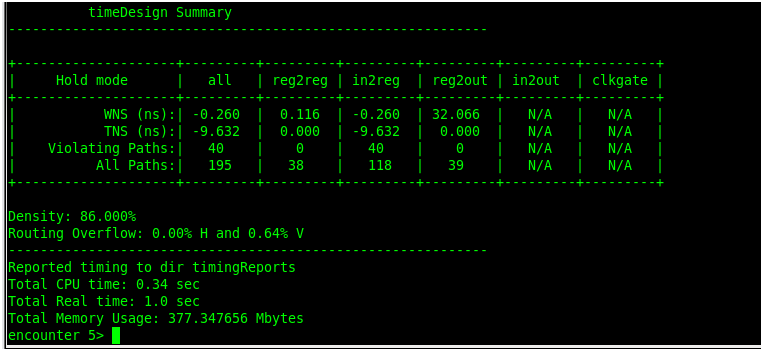 timeDesign Summary
------------------------------------------------------------
+--------------------+---------+---------+---------+---------+---------+---------+
|     Hold mode      |   all   | reg2reg | in2reg  | reg2out | in2out  | clkgate |
+--------------------+---------+---------+---------+---------+---------+---------+
|           WNS (ns):| -0.260  |  0.116  | -0.260  | 32.066  |   N/A   |   N/A   |
|           TNS (ns):| -9.632  |  0.000  | -9.632  |  0.000  |   N/A   |   N/A   |
|    Violating Paths:|   40    |    0    |   40    |    0    |   N/A   |   N/A   |
|          All Paths:|   195   |   38    |   118   |   39    |   N/A   |   N/A   |
+--------------------+---------+---------+---------+---------+---------+---------+
Density: 86.000%
Routing Overflow: 0.00% H and 0.64% V
------------------------------------------------------------
Reported timing to dir timingReports
Total CPU time: 0.34 sec
Total Real time: 1.0 sec
Total Memory Usage: 377.347656 Mbytes
encounter 5>